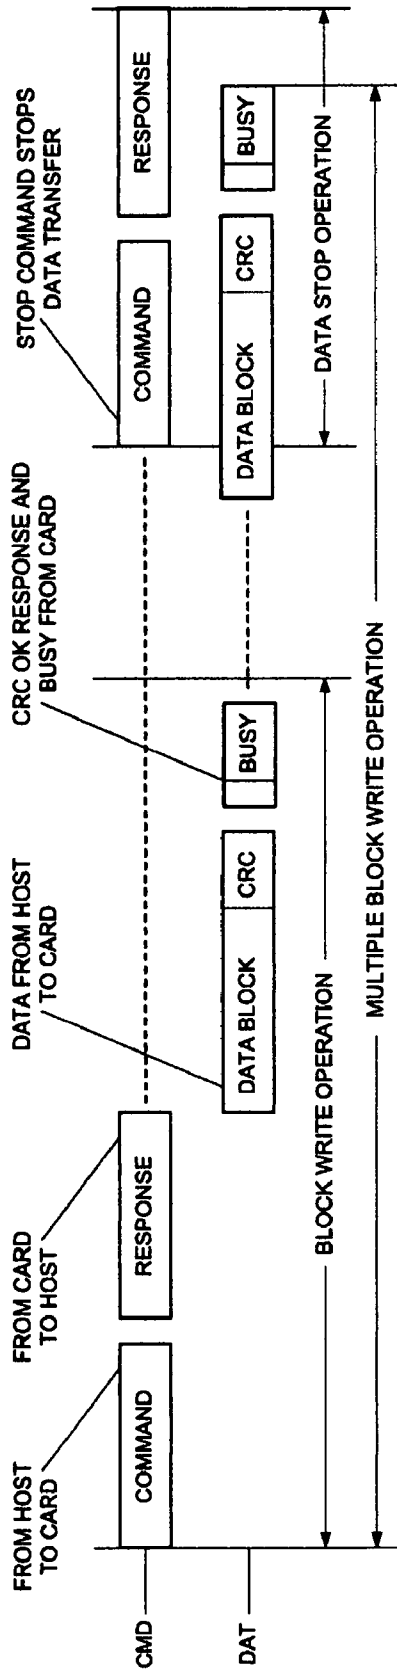 FROM HOST
TO CARD
FROM CARD
TO HOST
DATA FROM HOST
TO CARD
CRC OK RESPONSE AND
BUSY FROM CARD
STOP COMMAND STOPS
DATA TRANSFER
CMD
COMMAND
RESPONSE
COMMAND
RESPONSE
DAT
DATA BLOCK
CRC
BUSY
DATA BLOCK
CRC
BUSY
BLOCK WRITE OPERATION
DATA STOP OPERATION
MULTIPLE BLOCK WRITE OPERATION